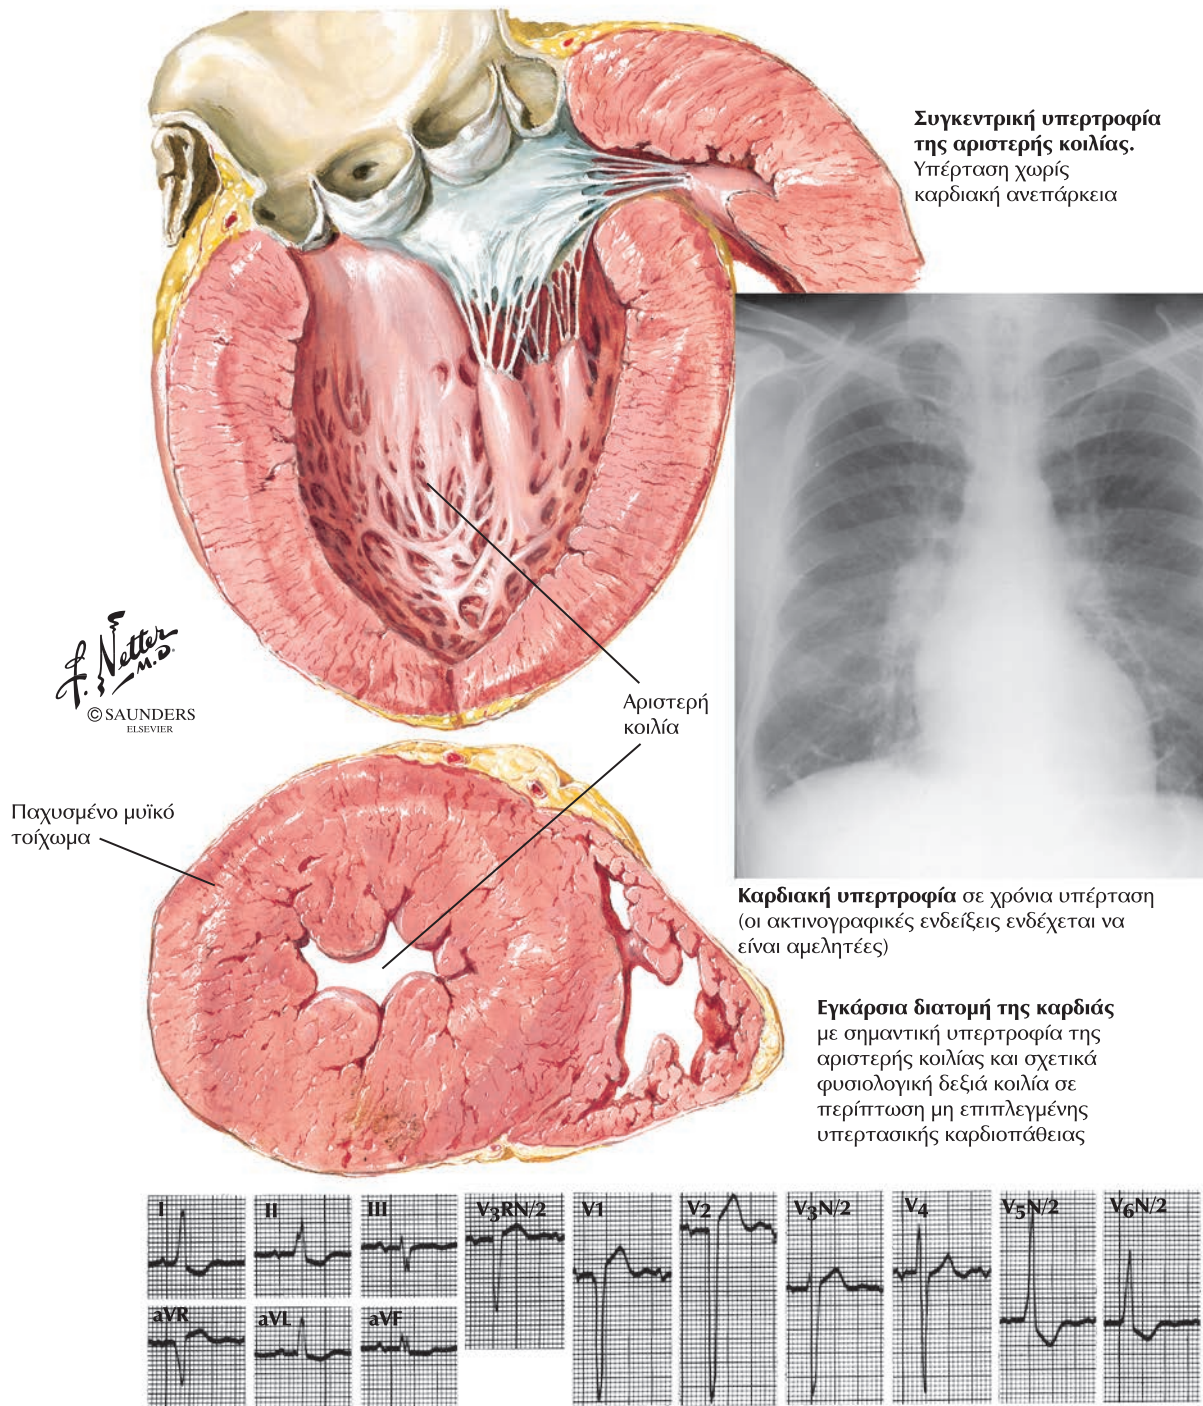 Συγκεντρική υπερτροφία
της αριστερής κοιλίας.
Υπέρταση χωρίς
καρδιακή ανεπάρκεια
F. Netter
M.D.
© SAUNDERS
ELSEVIER
Αριστερή
κοιλία
Παχυσμένο μυϊκό
τοίχωμα
Καρδιακή υπερτροφία σε χρόνια υπέρταση
(οι ακτινογραφικές ενδείξεις ενδέχεται να
είναι αμελητέες)
Εγκάρσια διατομή της καρδιάς
με σημαντική υπερτροφία της
αριστερής κοιλίας και σχετικά
φυσιολογική δεξιά κοιλία σε
περίπτωση μη επιπλεγμένης
υπερτασικής καρδιοπάθειας
I II III V3RN/2 V1 V2 V3N/2 V4 V5N/2 V6N/2
aVR aVL aVF